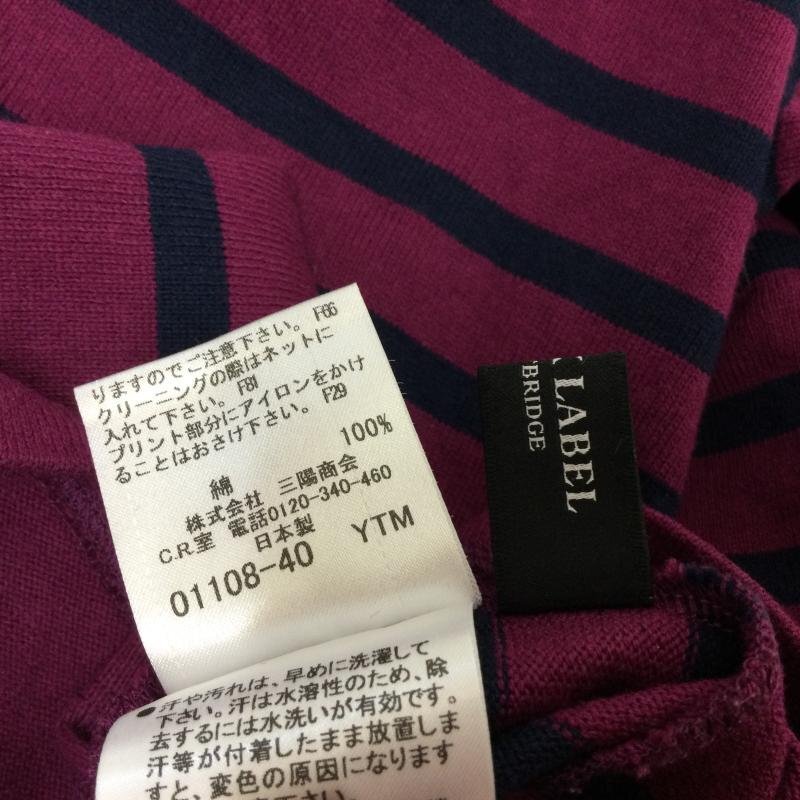 りますのでご注意下さい。F66
クリーニングの際はネットに
入れて下さい。F81
プリント部分にアイロンをかけ
ることはおさけ下さい。F29
綿 100%
株式会社 三陽商会
C.R.室 電話0120-340-460
日本製
01108-40 YTM
●汗や汚れは、早めに洗濯して
下さい。汗は水溶性のため、除
去するには水洗いが有効です。
汗等が付着したまま放置しま
すと、変色の原因になります
LABEL
BRIDGE